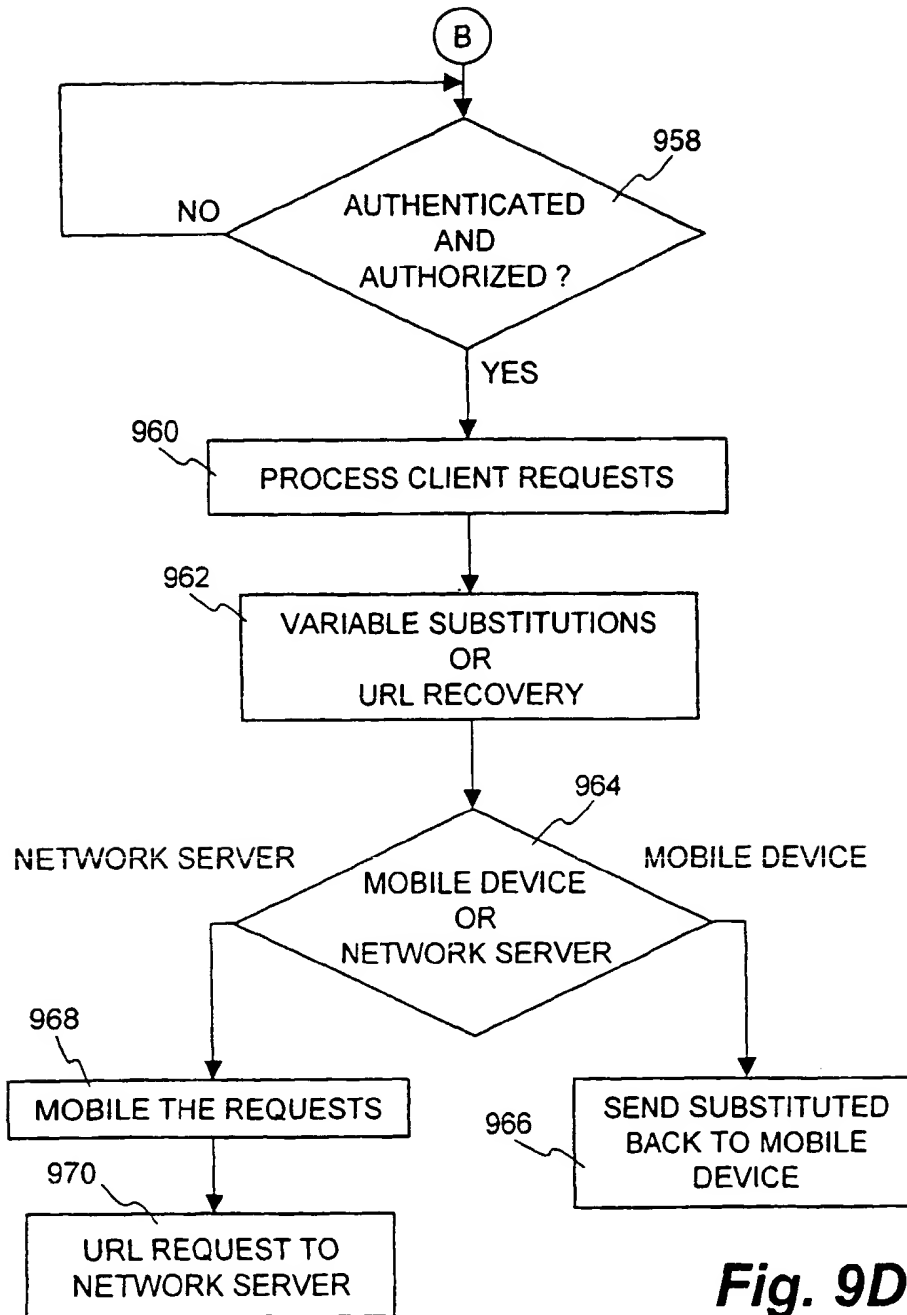 B
958
NO
AUTHENTICATED
AND
AUTHORIZED ?
YES
960
PROCESS CLIENT REQUESTS
962
VARIABLE SUBSTITUTIONS
OR
URL RECOVERY
964
NETWORK SERVER
MOBILE DEVICE
MOBILE DEVICE
OR
NETWORK SERVER
968
MOBILE THE REQUESTS
966
SEND SUBSTITUTED
BACK TO MOBILE
DEVICE
970
URL REQUEST TO
NETWORK SERVER
Fig. 9D